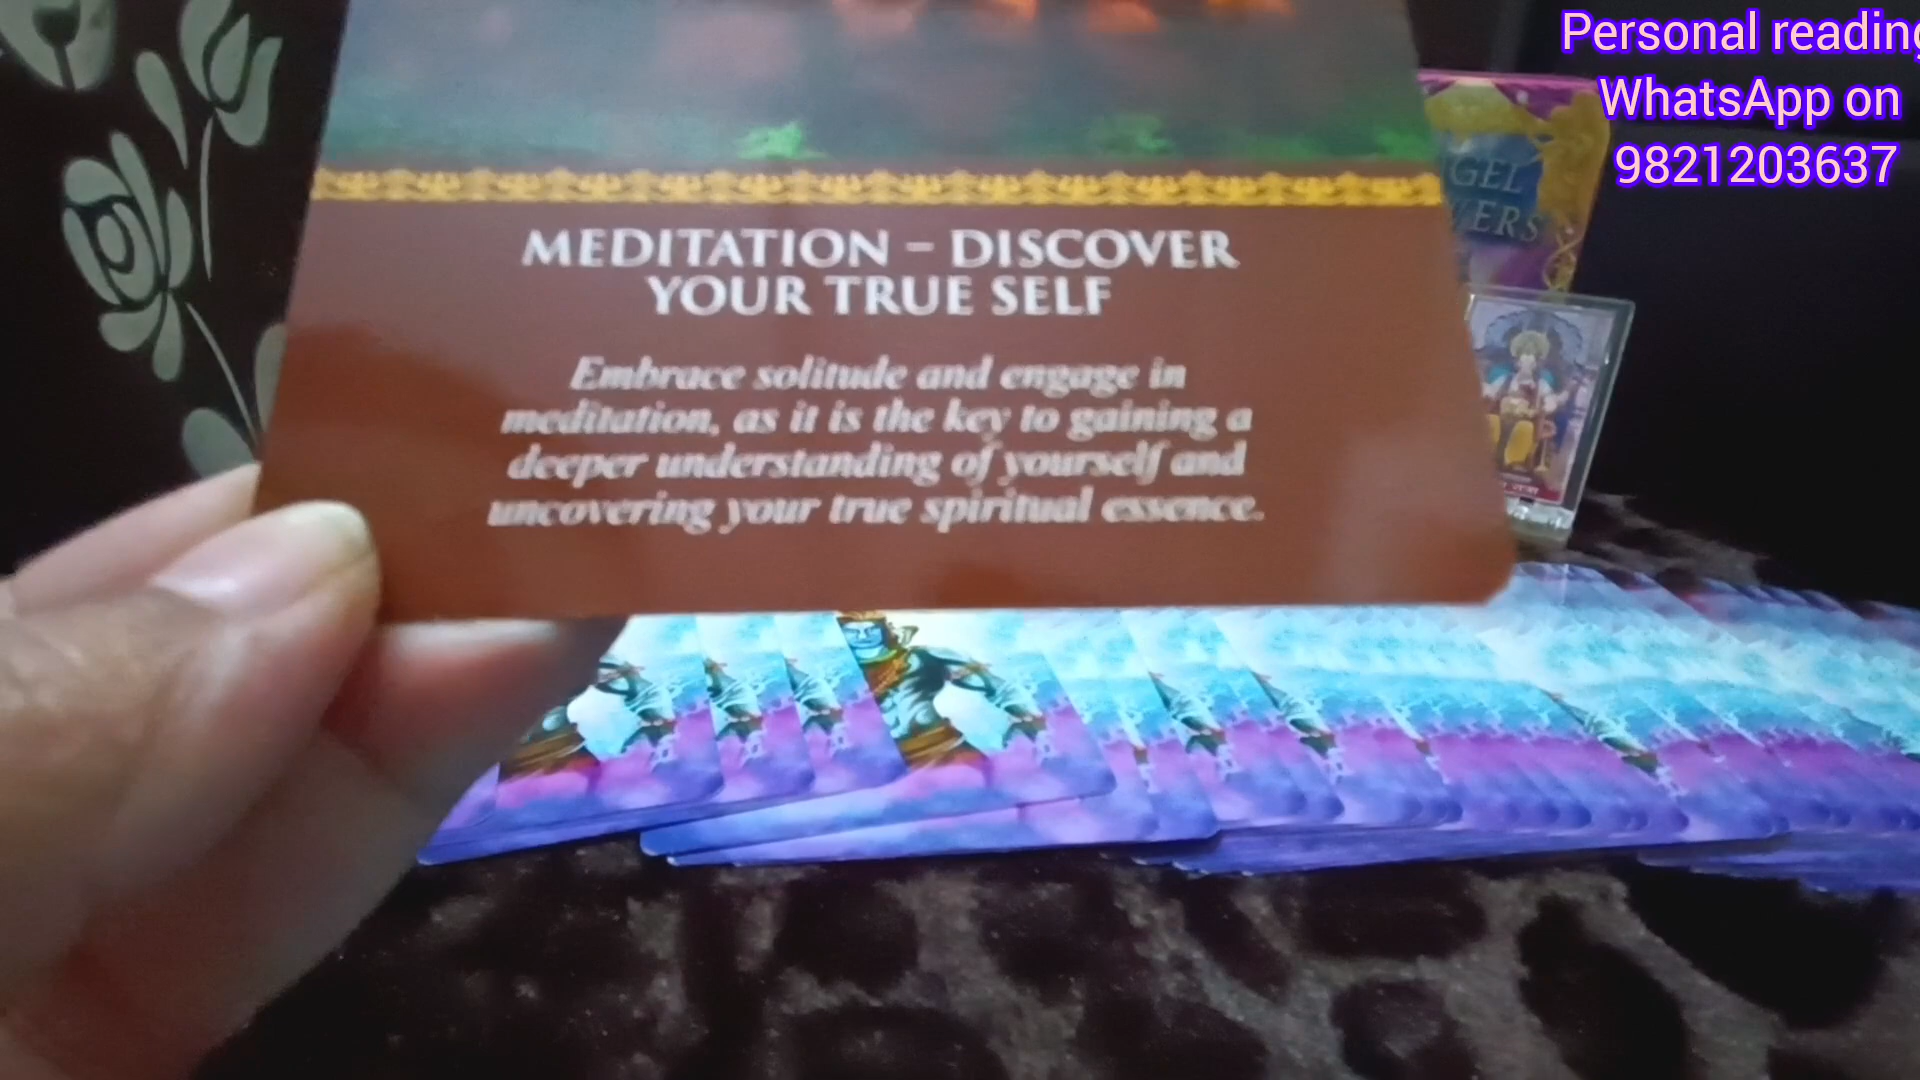 Personal reading
WhatsApp on
9821203637
MEDITATION – DISCOVER
YOUR TRUE SELF
Embrace solitude and engage in
meditation, as it is the key to gaining a
deeper understanding of yourself and
uncovering your true spiritual essence.